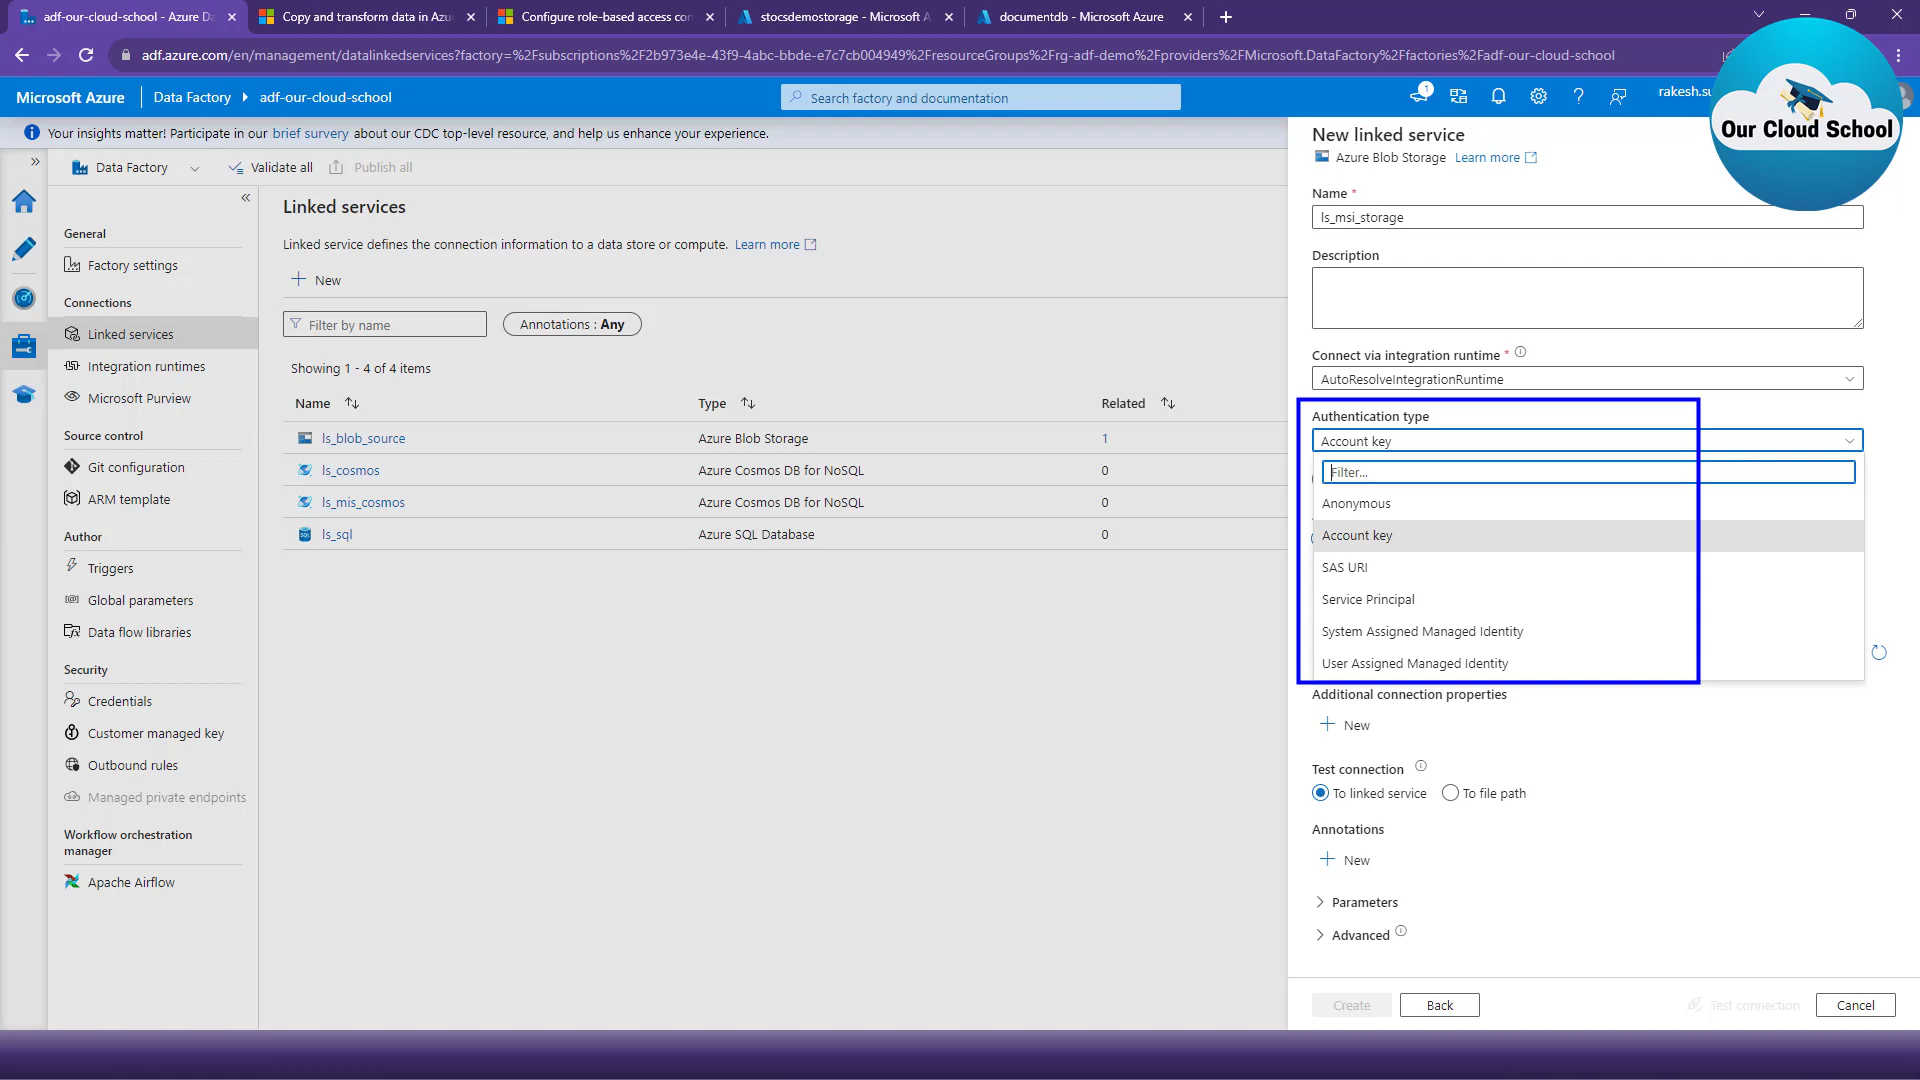 adf-our-cloud-school - Azure Da
Copy and transform data in Azu
Configure role-based access con
stocsdemostorage - Microsoft A
documentdb - Microsoft Azure
adf.azure.com/en/management/datalinkedservices?factory=%2Fsubscriptions%2F2b973e4e-43f9-4abc-bbde-e7c7cb004949%2FresourceGroups%2Frg-adf-demo%2Fproviders%2FMicrosoft.DataFactory%2Ffactories%2Fadf-our-cloud-school
Microsoft Azure
Data Factory
adf-our-cloud-school
Search factory and documentation
1
rakesh.su
Our Cloud School
Your insights matter! Participate in our brief survey about our CDC top-level resource, and help us enhance your experience.
Data Factory
Validate all
Publish all
General
Factory settings
Connections
Linked services
Integration runtimes
Microsoft Purview
Source control
Git configuration
ARM template
Author
Triggers
Global parameters
Data flow libraries
Security
Credentials
Customer managed key
Outbound rules
Managed private endpoints
Workflow orchestration
manager
Apache Airflow
Linked services
Linked service defines the connection information to a data store or compute. Learn more
New
Filter by name
Annotations : Any
Showing 1 - 4 of 4 items
Name Type Related
ls_blob_source Azure Blob Storage 1
ls_cosmos Azure Cosmos DB for NoSQL 0
ls_mis_cosmos Azure Cosmos DB for NoSQL 0
ls_sql Azure SQL Database 0
New linked service
Azure Blob Storage Learn more
Name *
ls_msi_storage
Description
Connect via integration runtime *
AutoResolveIntegrationRuntime
Authentication type
Account key
Filter...
Anonymous
Account key
SAS URI
Service Principal
System Assigned Managed Identity
User Assigned Managed Identity
Additional connection properties
New
Test connection
To linked service To file path
Annotations
New
Parameters
Advanced
Create Back Test connection Cancel